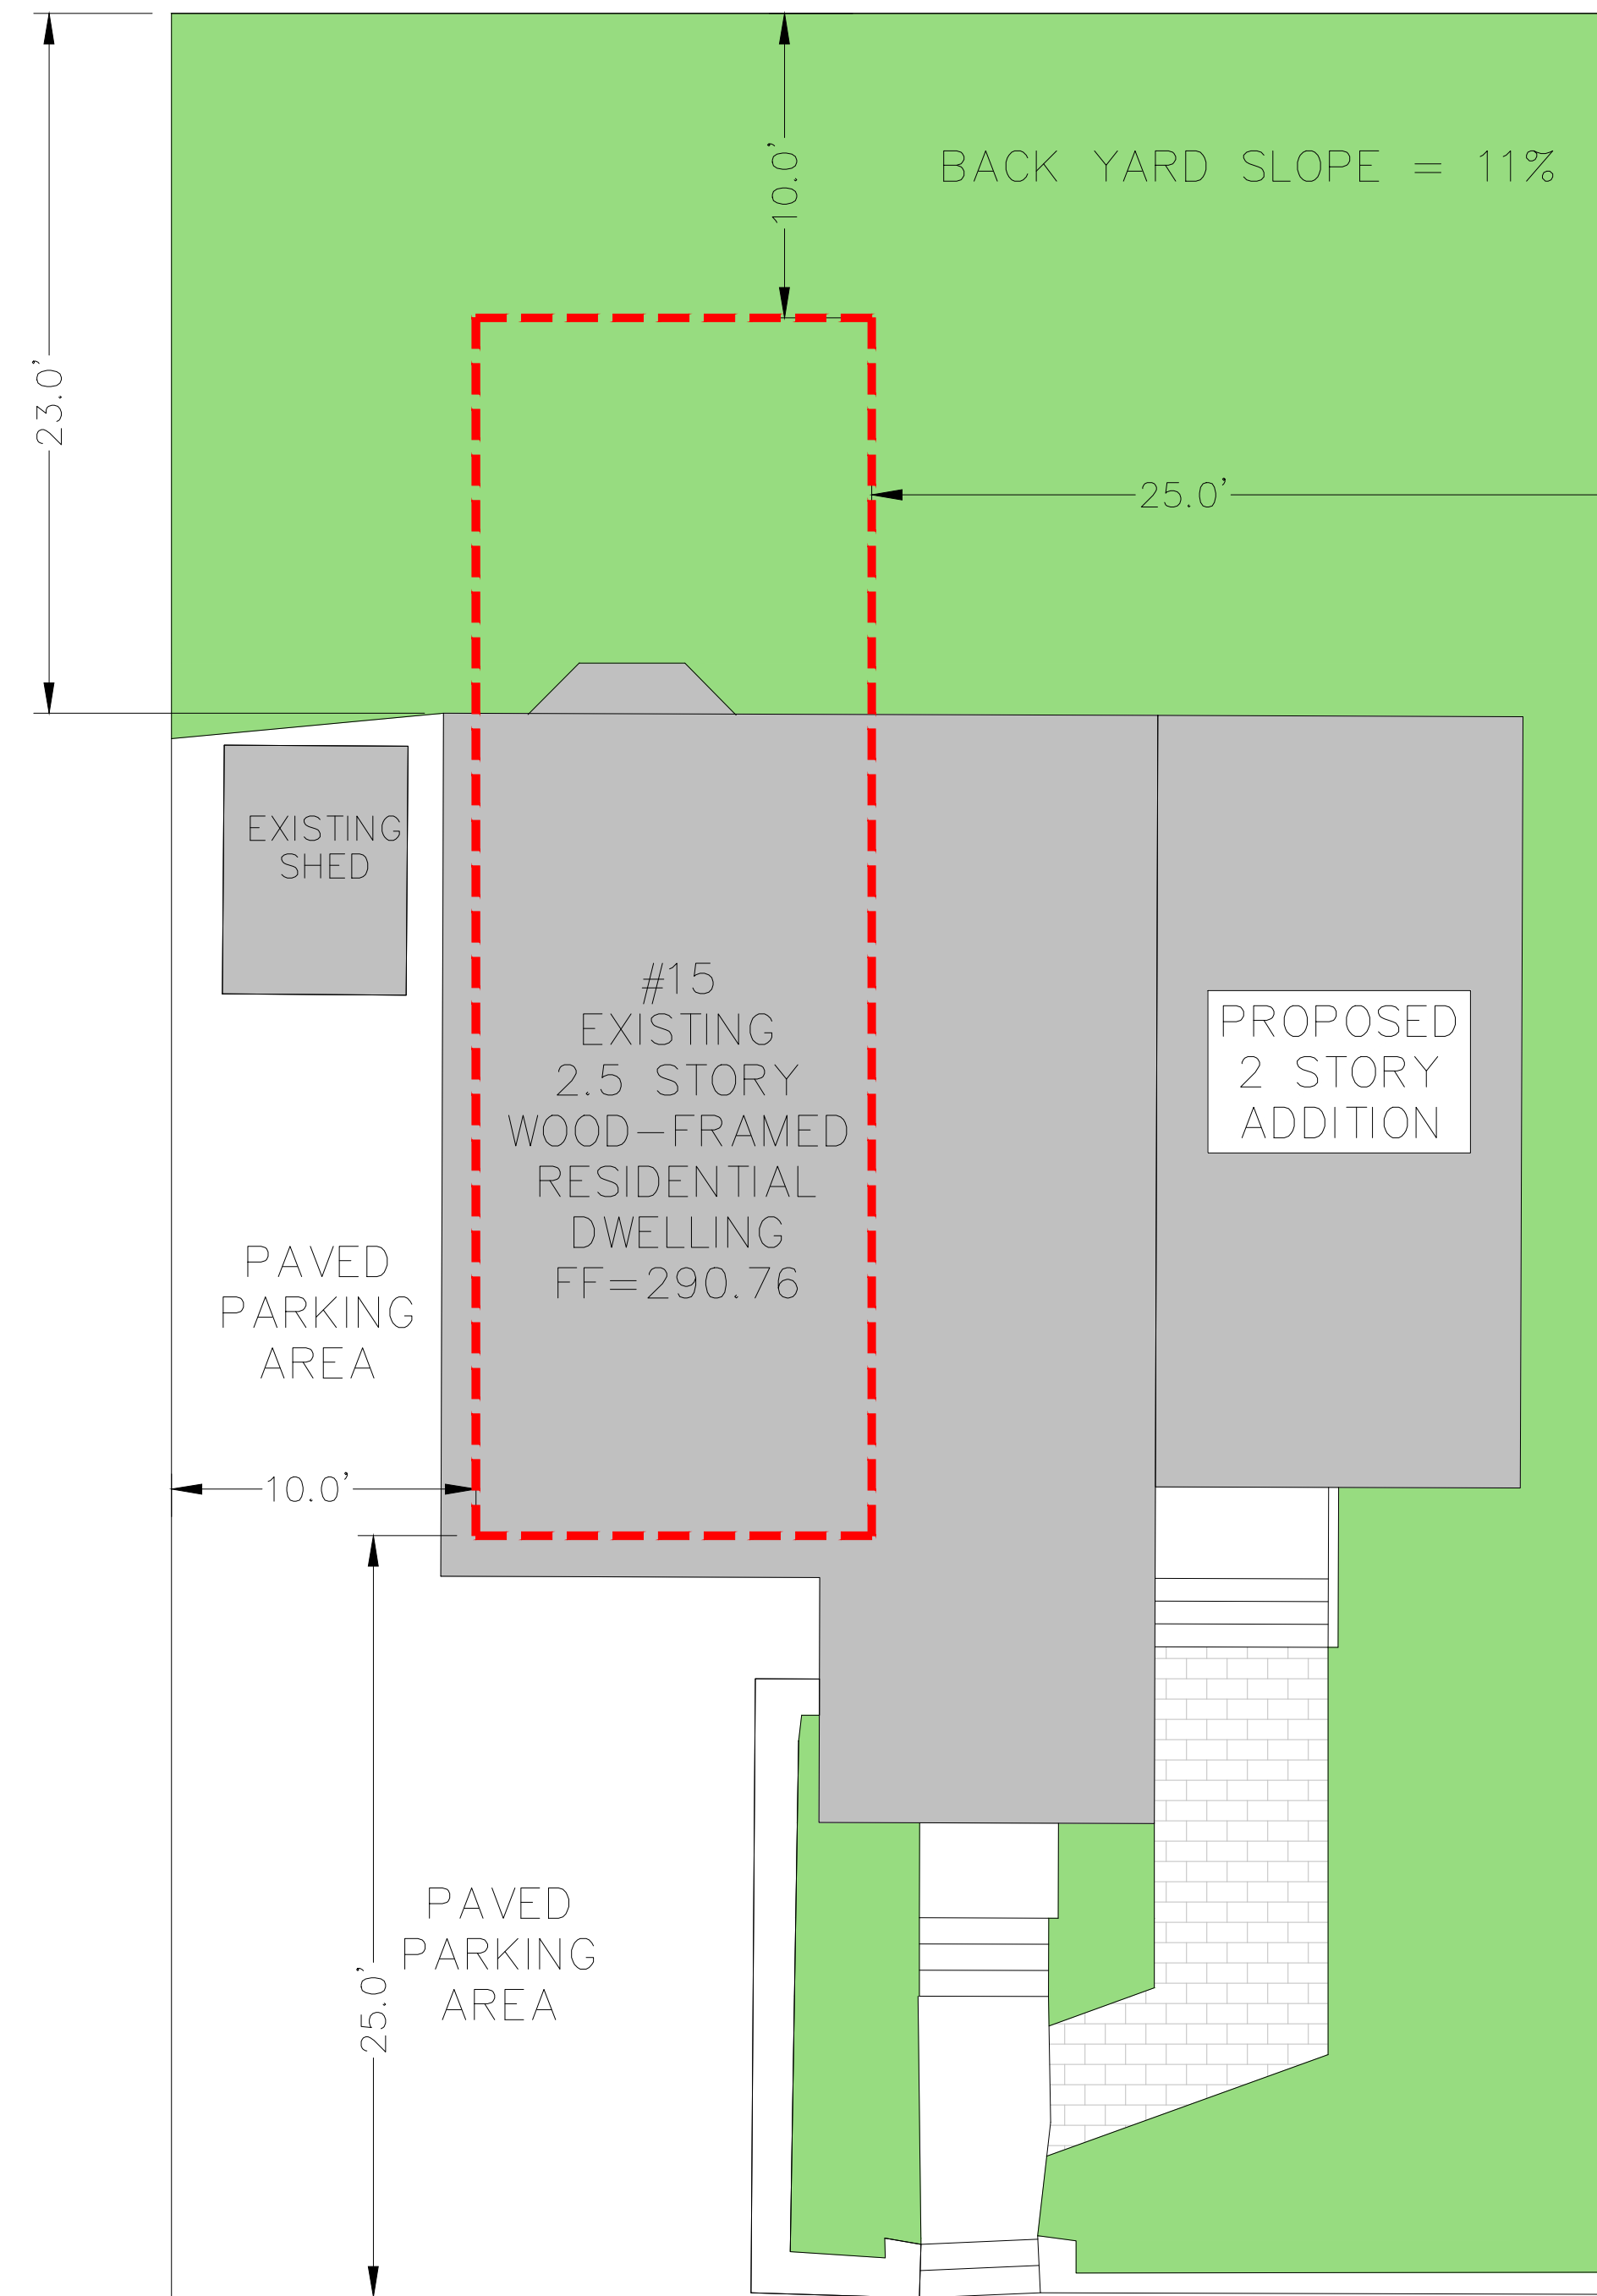 10.0'
BACK YARD SLOPE = 11%
23.0'
25.0'
EXISTING
SHED
#15
EXISTING
2.5 STORY
WOOD-FRAMED
RESIDENTIAL
DWELLING
FF=290.76
PROPOSED
2 STORY
ADDITION
PAVED
PARKING
AREA
10.0'
PAVED
PARKING
AREA
25.0'